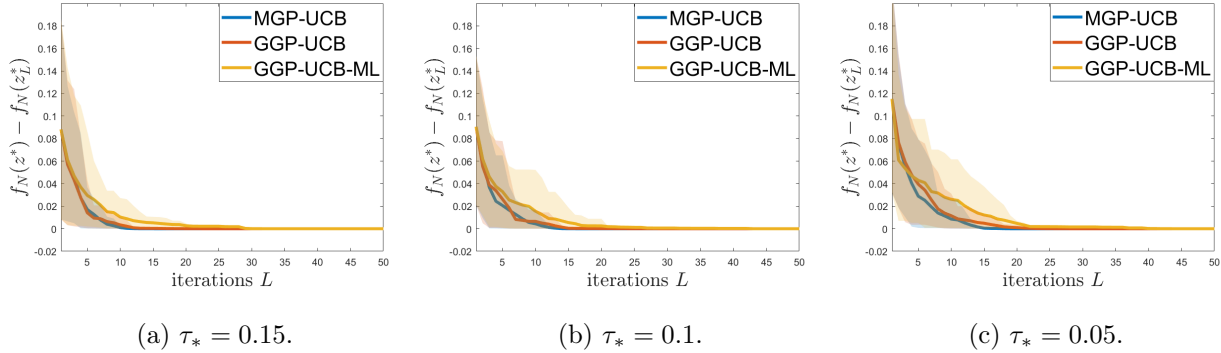 f_N(z^*) − f_N(z^*_L)
0.18
0.16
0.14
0.12
0.1
0.08
0.06
0.04
0.02
0
-0.02
MGP-UCB
GGP-UCB
GGP-UCB-ML
5 10 15 20 25 30 35 40 45 50
iterations L
(a) τ_* = 0.15.
f_N(z^*) − f_N(z^*_L)
0.18
0.16
0.14
0.12
0.1
0.08
0.06
0.04
0.02
0
-0.02
MGP-UCB
GGP-UCB
GGP-UCB-ML
5 10 15 20 25 30 35 40 45 50
iterations L
(b) τ_* = 0.1.
f_N(z^*) − f_N(z^*_L)
0.18
0.16
0.14
0.12
0.1
0.08
0.06
0.04
0.02
0
-0.02
MGP-UCB
GGP-UCB
GGP-UCB-ML
5 10 15 20 25 30 35 40 45 50
iterations L
(c) τ_* = 0.05.